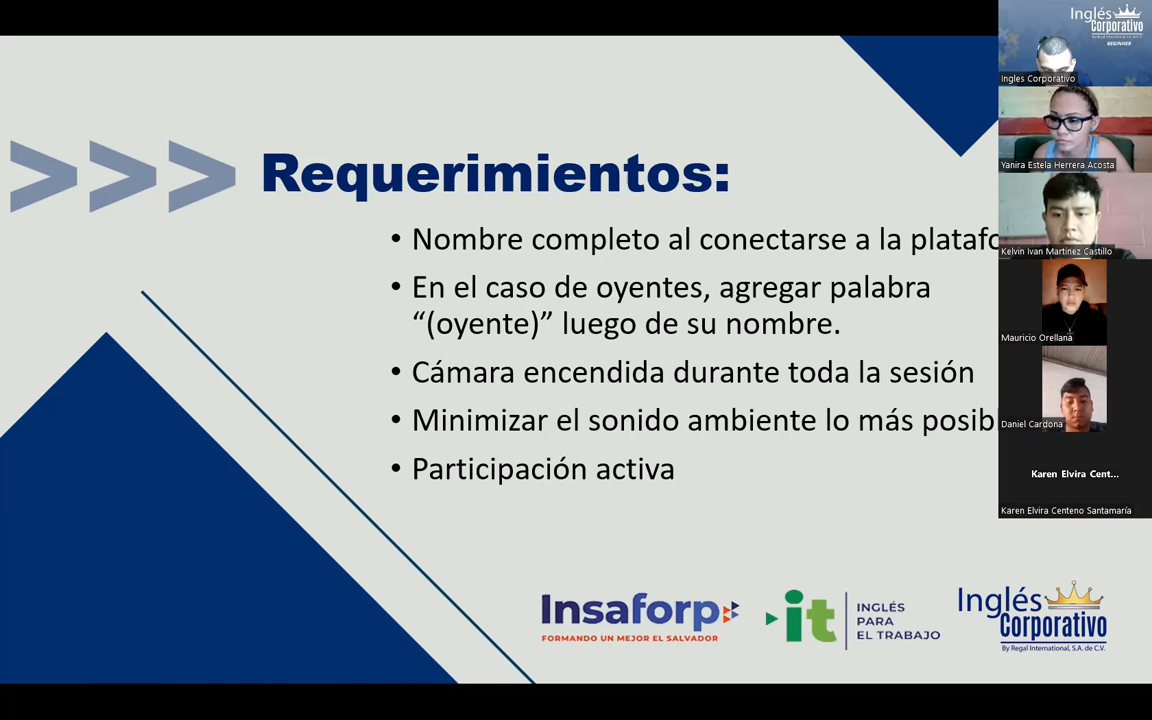 >>> Requerimientos:
• Nombre completo al conectarse a la platafo
• En el caso de oyentes, agregar palabra
“(oyente)” luego de su nombre.
• Cámara encendida durante toda la sesión
• Minimizar el sonido ambiente lo más posib
• Participación activa
Insaforp
FORMANDO UN MEJOR EL SALVADOR
it
INGLÉS
PARA
EL TRABAJO
Inglés
Corporativo
By Regal International, S.A. de C.V.
Inglés
Corporativo
BEGINNER
Ingles Corporativo
Yanira Estela Herrera Acosta
Kelvin Ivan Martinez Castillo
Mauricio Orellana
Daniel Cardona
Karen Elvira Cent...
Karen Elvira Centeno Santamaría